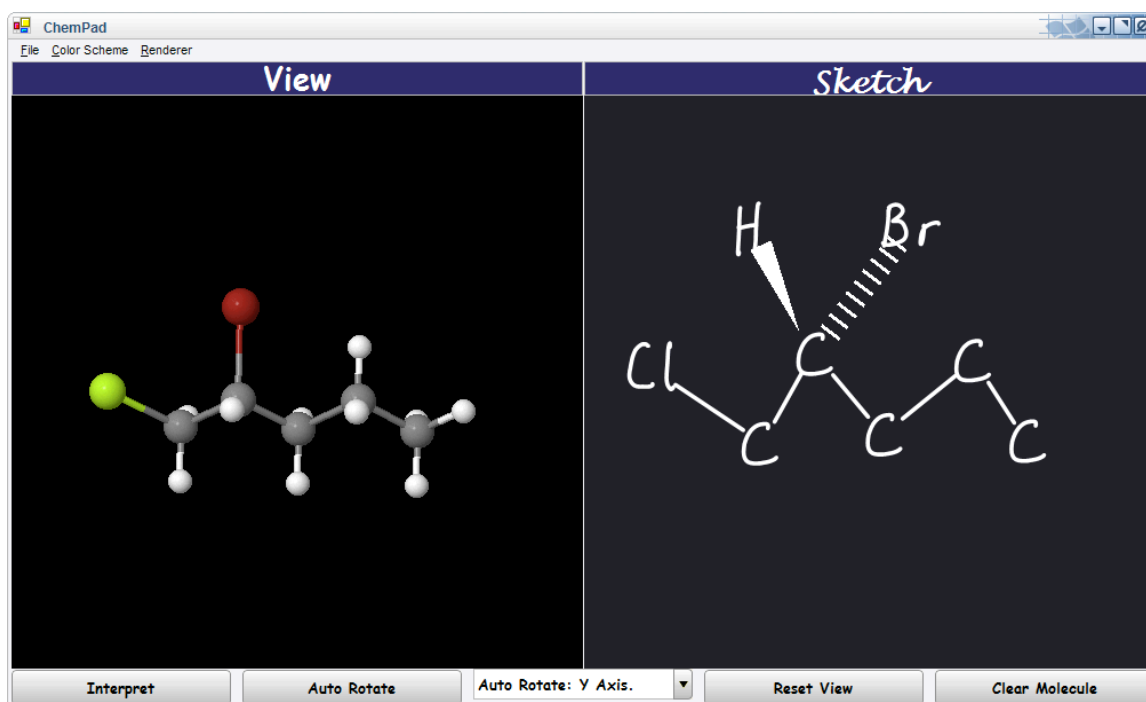 ChemPad
File Color Scheme Renderer
View
Sketch
H Br
Cl C C
C C C
Interpret Auto Rotate Auto Rotate: Y Axis. Reset View Clear Molecule